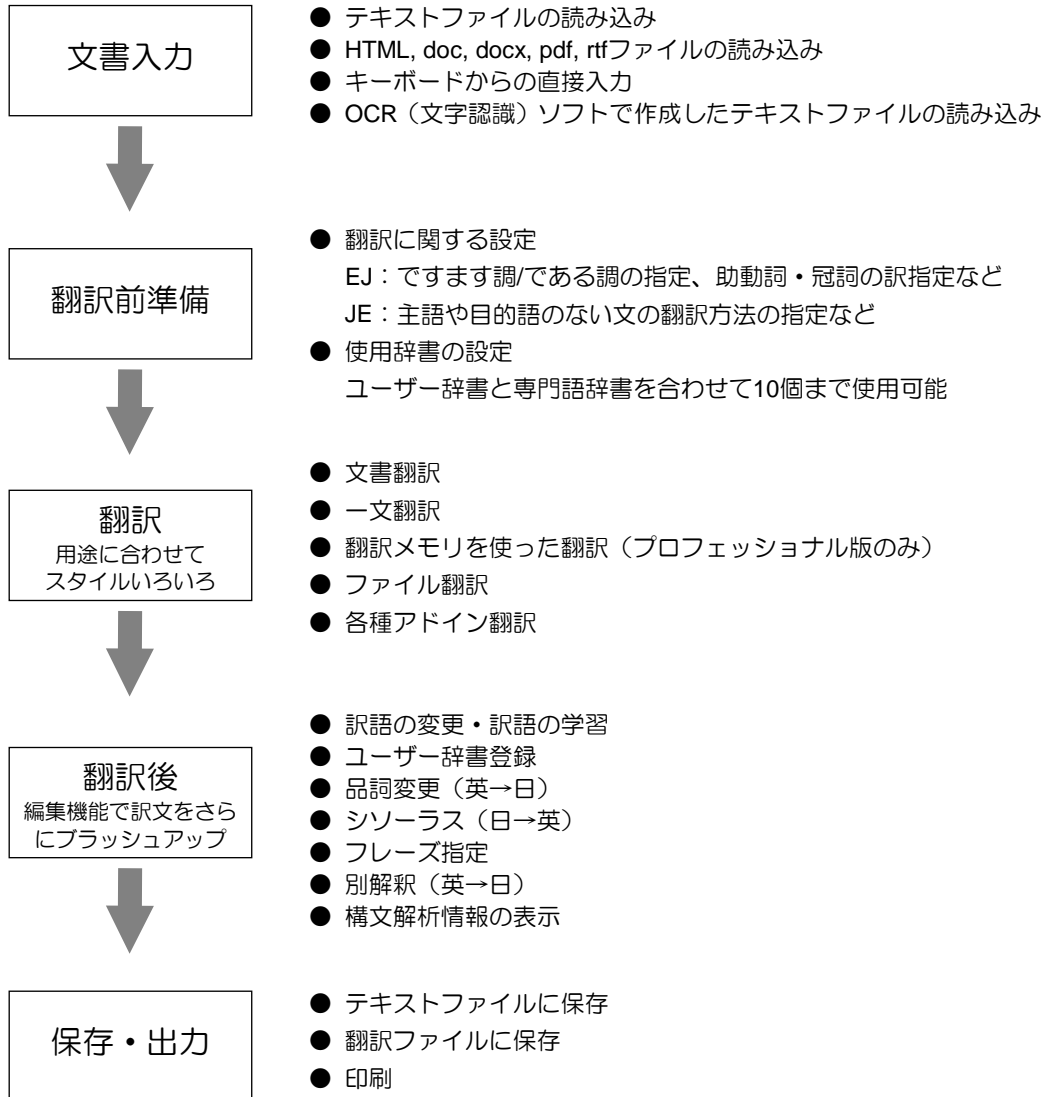 文書入力
● テキストファイルの読み込み
● HTML, doc, docx, pdf, rtfファイルの読み込み
● キーボードからの直接入力
● OCR（文字認識）ソフトで作成したテキストファイルの読み込み
翻訳前準備
● 翻訳に関する設定
EJ：ですます調/である調の指定、助動詞・冠詞の訳指定など
JE：主語や目的語のない文の翻訳方法の指定など
● 使用辞書の設定
ユーザー辞書と専門語辞書を合わせて10個まで使用可能
翻訳
用途に合わせて
スタイルいろいろ
● 文書翻訳
● 一文翻訳
● 翻訳メモリを使った翻訳（プロフェッショナル版のみ）
● ファイル翻訳
● 各種アドイン翻訳
翻訳後
編集機能で訳文をさら
にブラッシュアップ
● 訳語の変更・訳語の学習
● ユーザー辞書登録
● 品詞変更（英→日）
● シソーラス（日→英）
● フレーズ指定
● 別解釈（英→日）
● 構文解析情報の表示
保存・出力
● テキストファイルに保存
● 翻訳ファイルに保存
● 印刷